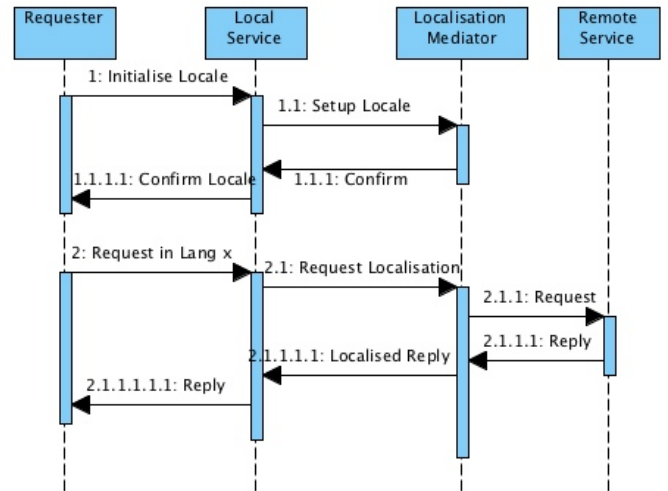 Requester
Local
Service
Localisation
Mediator
Remote
Service
1: Initialise Locale
1.1: Setup Locale
1.1.1.1: Confirm Locale
1.1.1: Confirm
2: Request in Lang x
2.1: Request Localisation
2.1.1: Request
2.1.1.1: Reply
2.1.1.1.1: Localised Reply
2.1.1.1.1.1: Reply